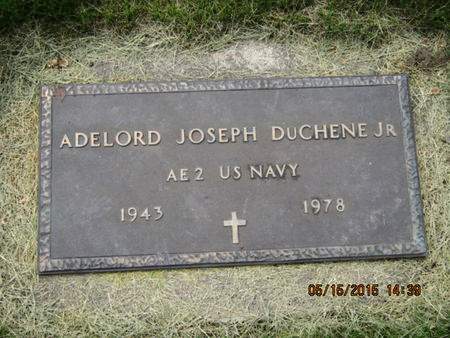 ADELORD JOSEPH DUCHENE JR
AE2 US NAVY
1943 1978
05/15/2015 14:39